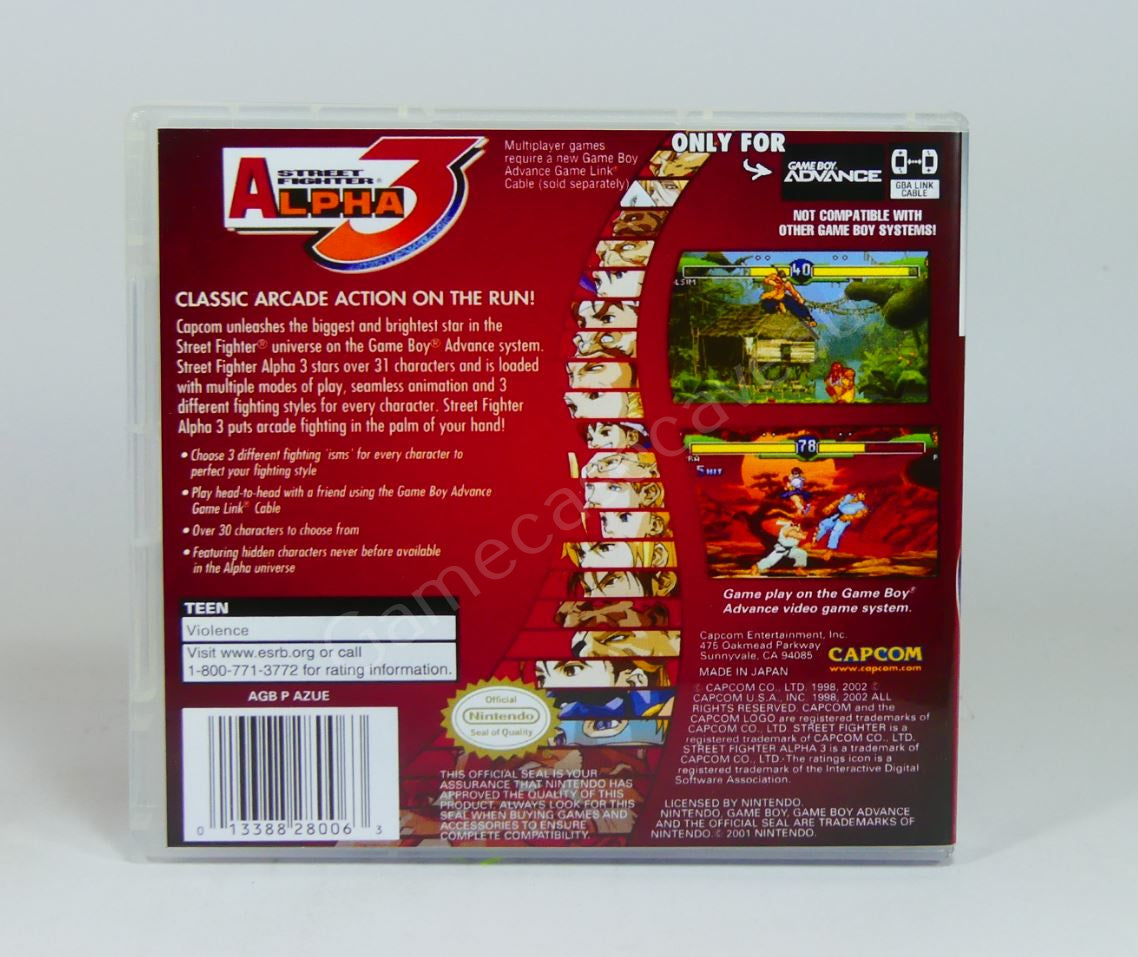 STREET
FIGHTER®
ALPHA 3
Multiplayer games
require a new Game Boy
Advance Game Link®
Cable (sold separately)
ONLY FOR
GAME BOY
ADVANCE
GBA LINK
CABLE
NOT COMPATIBLE WITH
OTHER GAME BOY SYSTEMS!
CLASSIC ARCADE ACTION ON THE RUN!
Capcom unleashes the biggest and brightest star in the
Street Fighter® universe on the Game Boy® Advance system.
Street Fighter Alpha 3 stars over 31 characters and is loaded
with multiple modes of play, seamless animation and 3
different fighting styles for every character. Street Fighter
Alpha 3 puts arcade fighting in the palm of your hand!
• Choose 3 different fighting 'isms' for every character to
perfect your fighting style
• Play head-to-head with a friend using the Game Boy Advance
Game Link® Cable
• Over 30 characters to choose from
• Featuring hidden characters never before available
in the Alpha universe
40
78
5 HIT
Game play on the Game Boy®
Advance video game system.
TEEN
Violence
Visit www.esrb.org or call
1-800-771-3772 for rating information.
AGB P AZUE
0 13388 28006 3
Official
Nintendo
Seal of Quality
THIS OFFICIAL SEAL IS YOUR
ASSURANCE THAT NINTENDO HAS
APPROVED THE QUALITY OF THIS
PRODUCT. ALWAYS LOOK FOR THIS
SEAL WHEN BUYING GAMES AND
ACCESSORIES TO ENSURE
COMPLETE COMPATIBILITY.
Capcom Entertainment, Inc.
475 Oakmead Parkway
Sunnyvale, CA 94085
CAPCOM
www.capcom.com
MADE IN JAPAN
© CAPCOM CO., LTD. 1998, 2002 ©
CAPCOM U.S.A., INC. 1998, 2002 ALL
RIGHTS RESERVED. CAPCOM and the
CAPCOM LOGO are registered trademarks of
CAPCOM CO., LTD. STREET FIGHTER is a
registered trademark of CAPCOM CO., LTD.
STREET FIGHTER ALPHA 3 is a trademark of
CAPCOM CO., LTD. The ratings icon is a
registered trademark of the Interactive Digital
Software Association.
LICENSED BY NINTENDO.
NINTENDO, GAME BOY, GAME BOY ADVANCE
AND THE OFFICIAL SEAL ARE TRADEMARKS OF
NINTENDO. © 2001 NINTENDO.